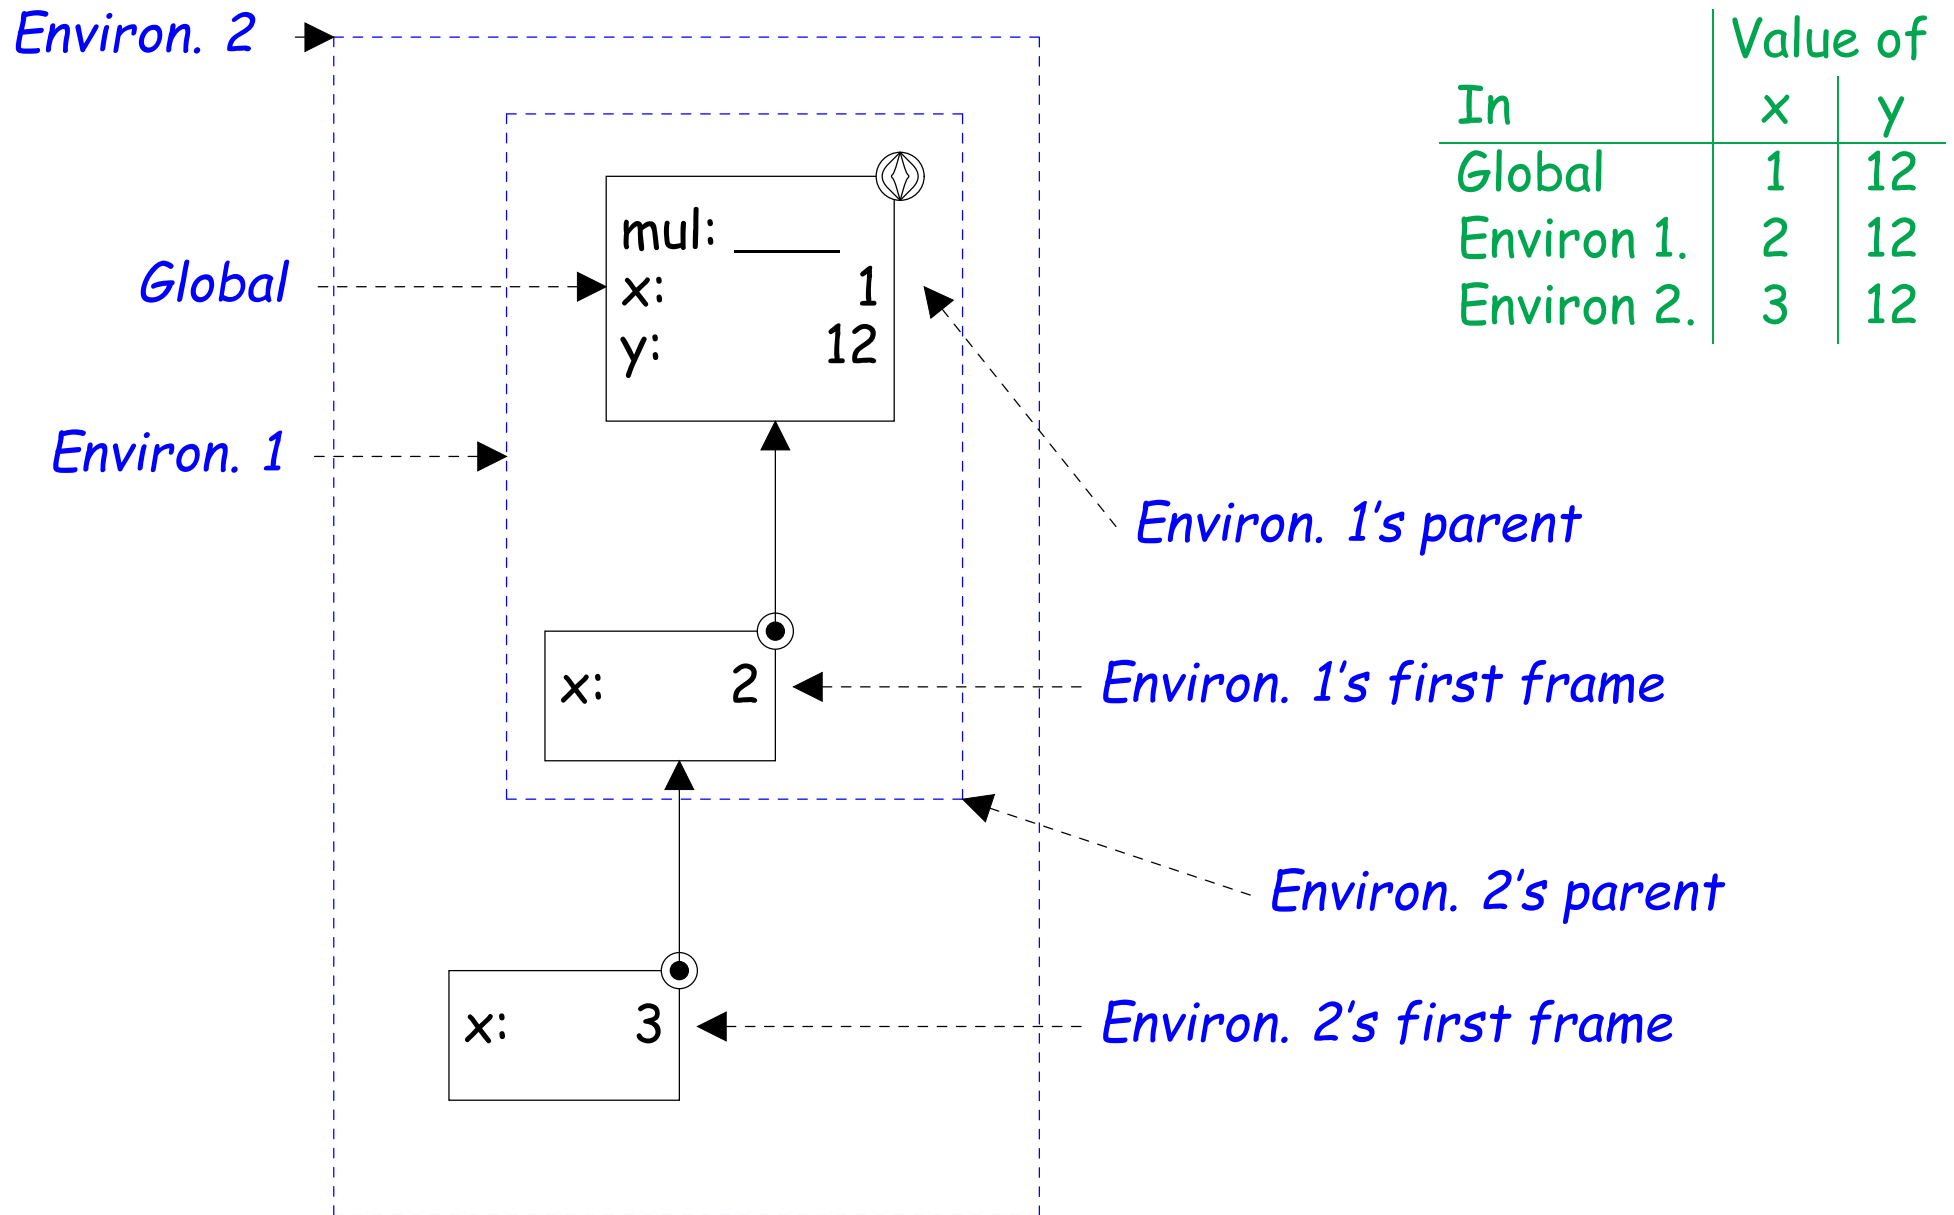 Environ. 2
Value of
In x y
Global 1 12
Environ 1. 2 12
Environ 2. 3 12
mul: _____
Global
x: 1
y: 12
Environ. 1
Environ. 1's parent
x: 2
Environ. 1's first frame
Environ. 2's parent
x: 3
Environ. 2's first frame